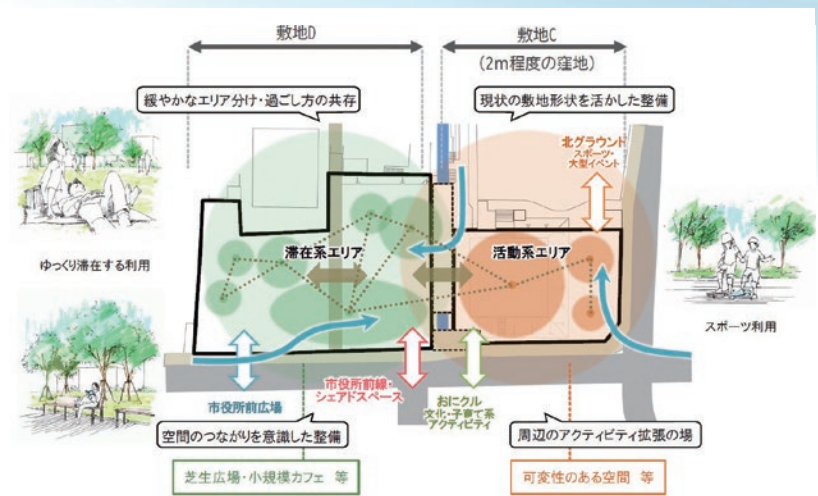 敷地D
敷地C
(2m程度の窪地)
緩やかなエリア分け・過ごし方の共存
現状の敷地形状を活かした整備
北グラウンド
スポーツ・
大型イベント
滞在系エリア
活動系エリア
ゆっくり滞在する利用
スポーツ利用
市役所前広場
市役所前線・
シェアドスペース
おにクル
文化・子育て系
アクティビティ
空間のつながりを意識した整備
周辺のアクティビティ拡張の場
芝生広場・小規模カフェ 等
可変性のある空間 等